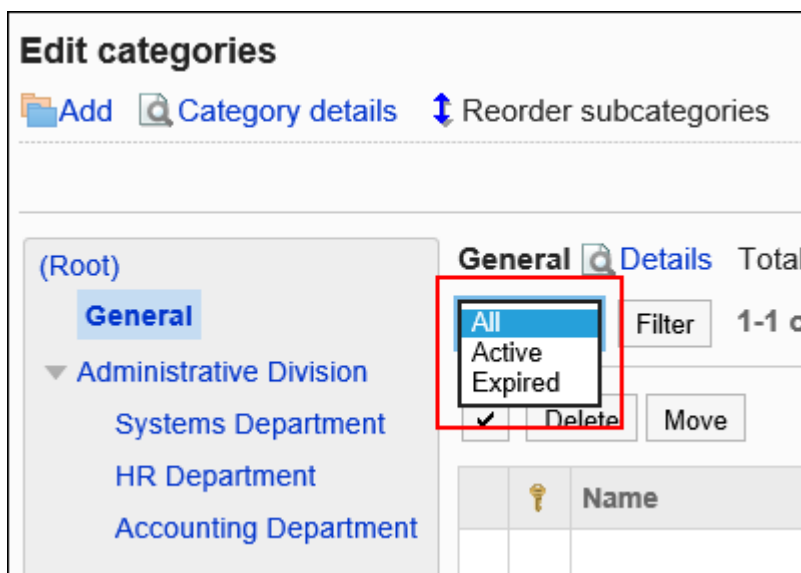 Edit categories
Add Category details Reorder subcategories
(Root)
General
Administrative Division
Systems Department
HR Department
Accounting Department
General Details Total
All
Active
Expired
Filter 1-1
Delete Move
Name